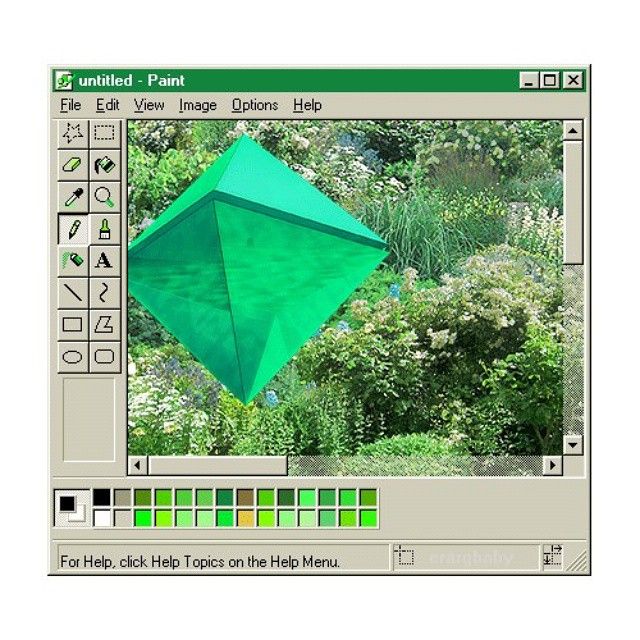 untitled - Paint
File Edit View Image Options Help
A
For Help, click Help Topics on the Help Menu.